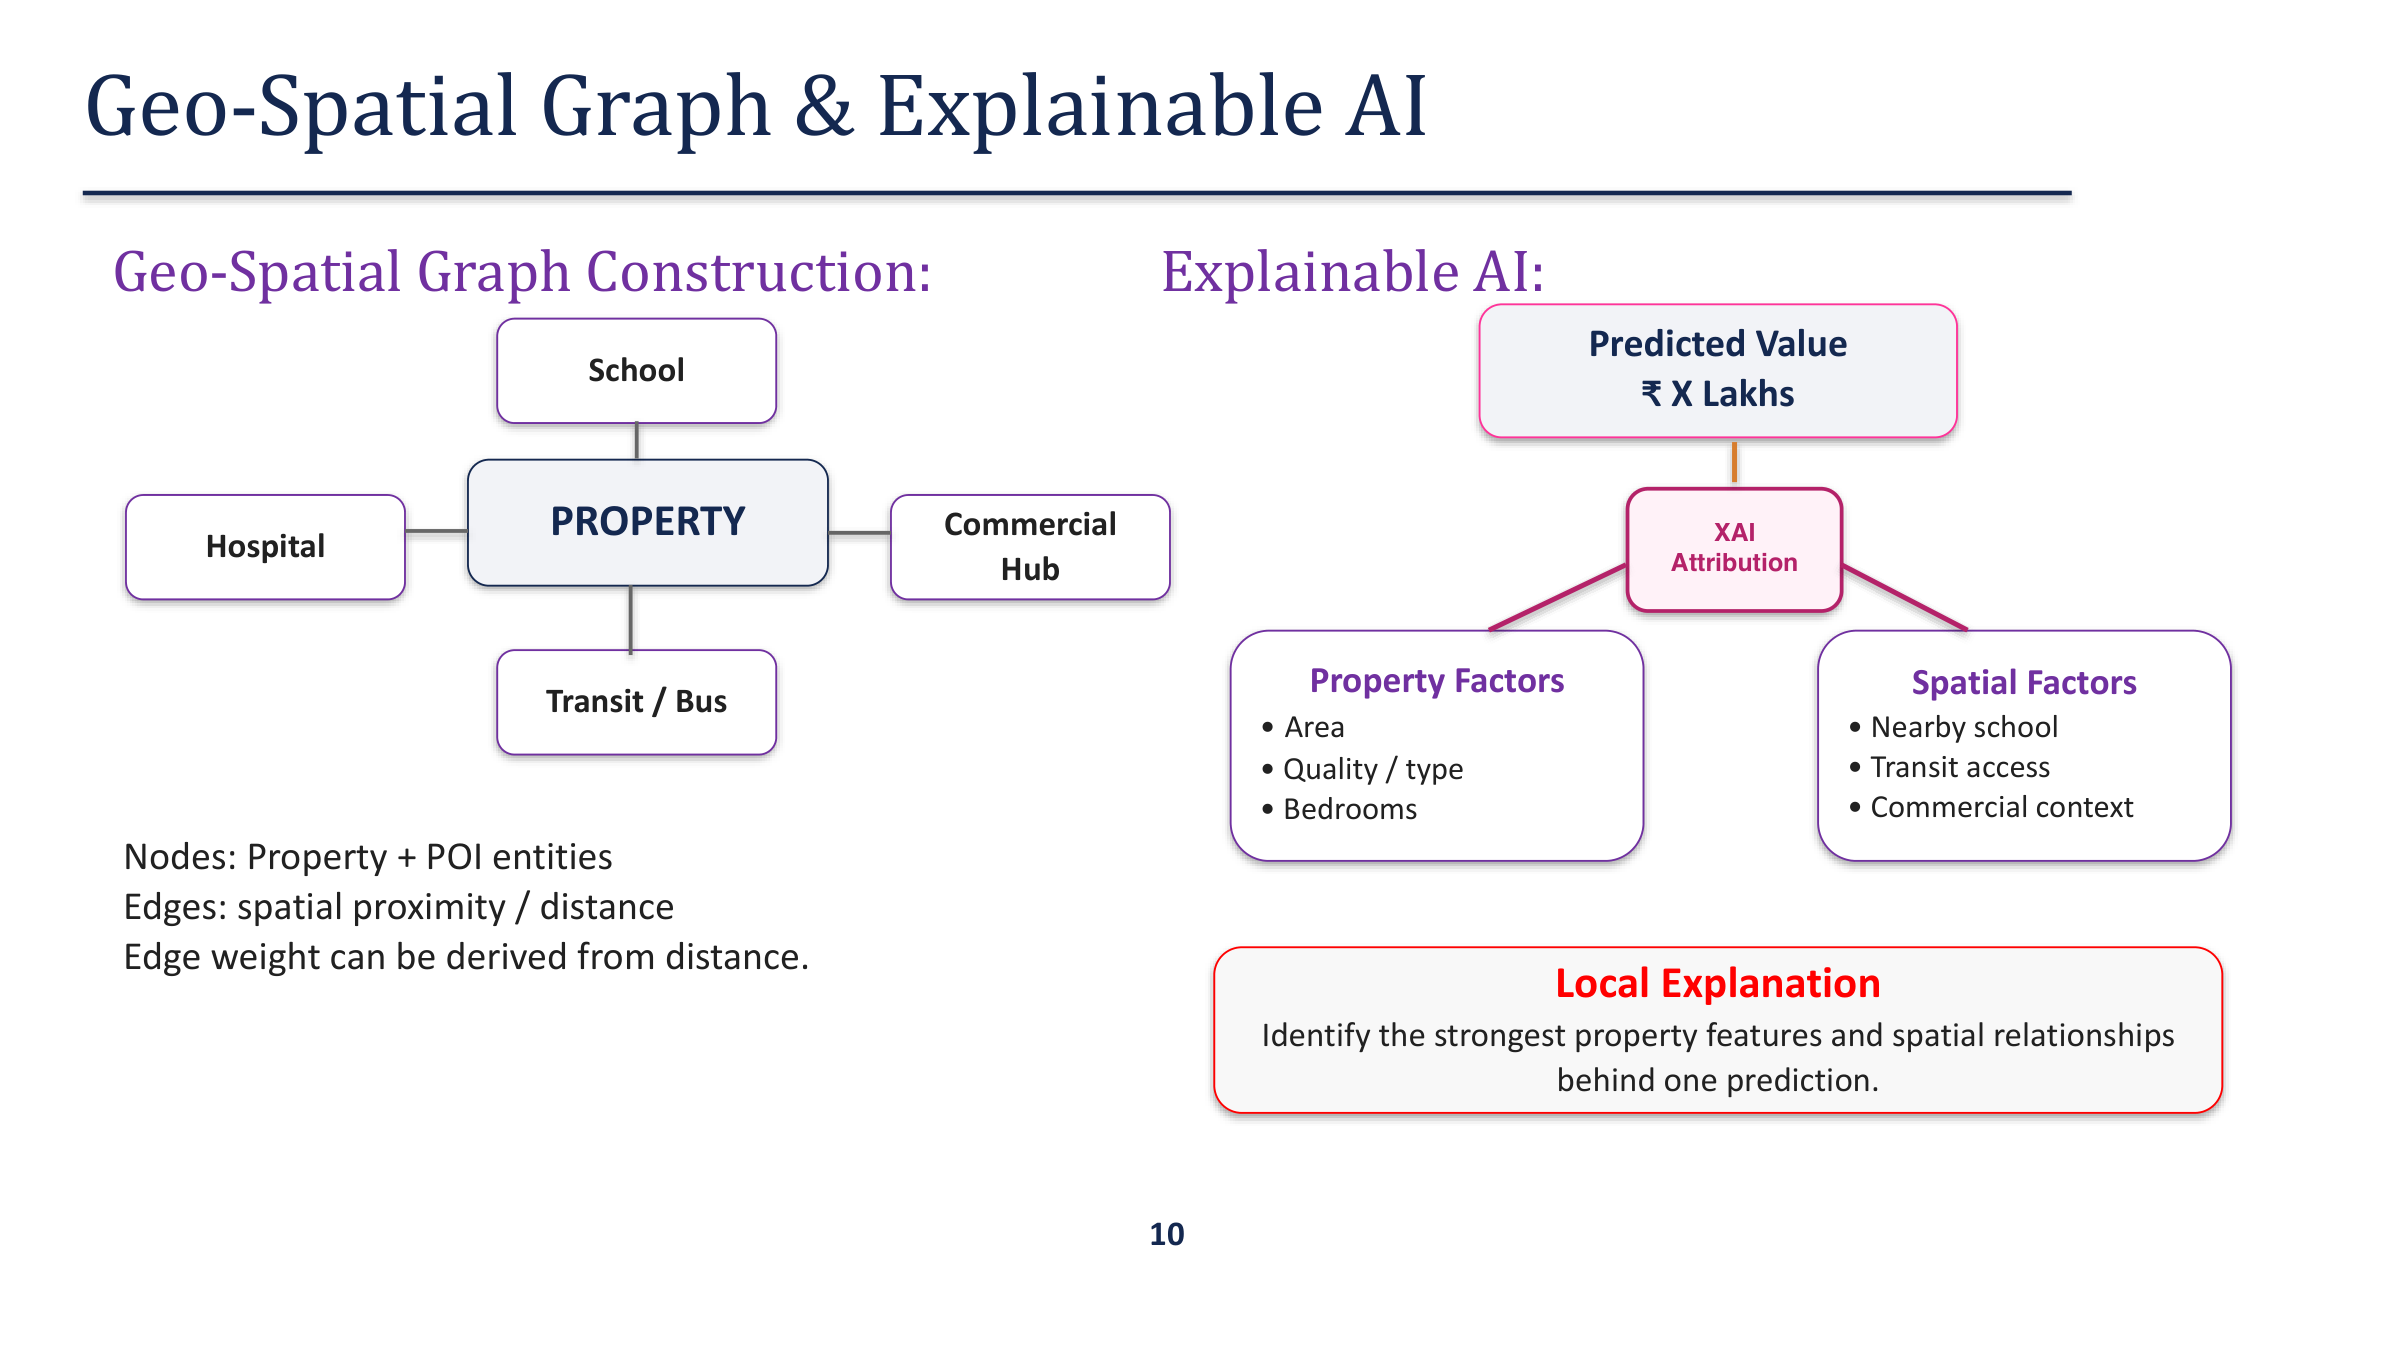 Geo-Spatial Graph & Explainable AI
Geo-Spatial Graph Construction:
School
Hospital
PROPERTY
Commercial
Hub
Transit / Bus
Nodes: Property + POI entities
Edges: spatial proximity / distance
Edge weight can be derived from distance.
Explainable AI:
Predicted Value
₹ X Lakhs
XAI
Attribution
Property Factors
• Area
• Quality / type
• Bedrooms
Spatial Factors
• Nearby school
• Transit access
• Commercial context
Local Explanation
Identify the strongest property features and spatial relationships
behind one prediction.
10